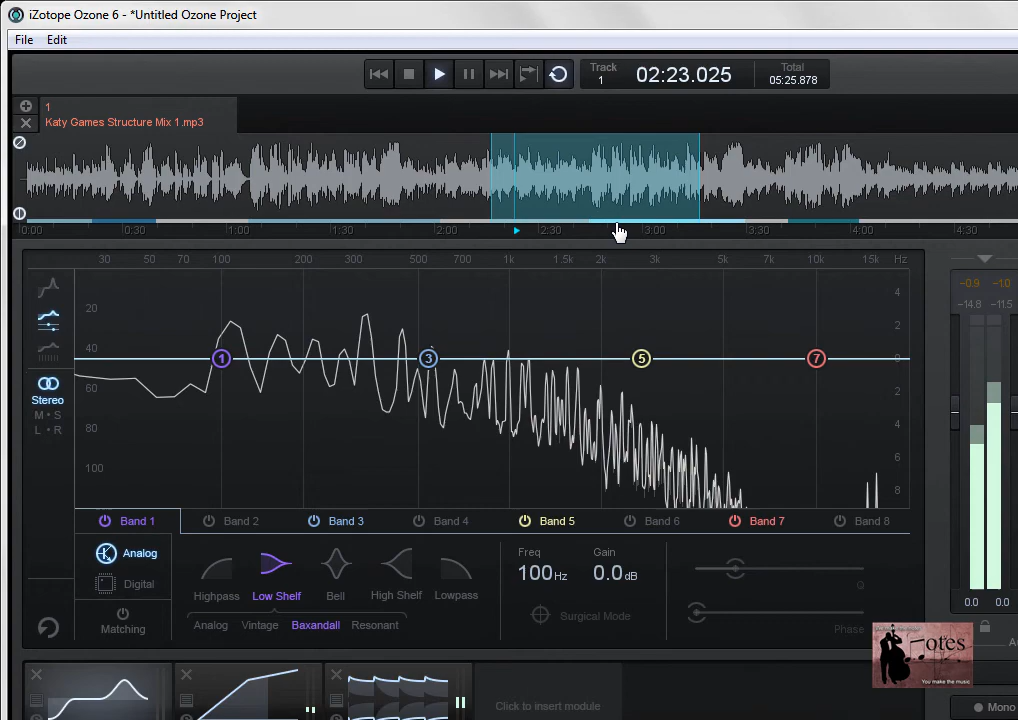 iZotope Ozone 6 - *Untitled Ozone Project
File Edit
Track
1
02:23.025
Total
05:25.878
1
Katy Games Structure Mix 1.mp3
0:00 0:30 1:00 1:30 2:00 2:30 3:00 3:30 4:00 4:30
30 50 70 100 200 300 500 700 1k 1.5k 2k 3k 5k 7k 10k 15k Hz
20
40
60
80
100
4
2
0
2
4
6
8
1 3 5 7
Stereo
M • S
L • R
-0.9 -1.0
-14.8 -11.5
0.0 0.0
Band 1 Band 2 Band 3 Band 4 Band 5 Band 6 Band 7 Band 8
Analog
Digital
Matching
Highpass Low Shelf Bell High Shelf Lowpass
Analog Vintage Baxandall Resonant
Freq Gain
100Hz 0.0dB
Surgical Mode
Q
Phase
otes
You make the music
Click to insert module
Mono